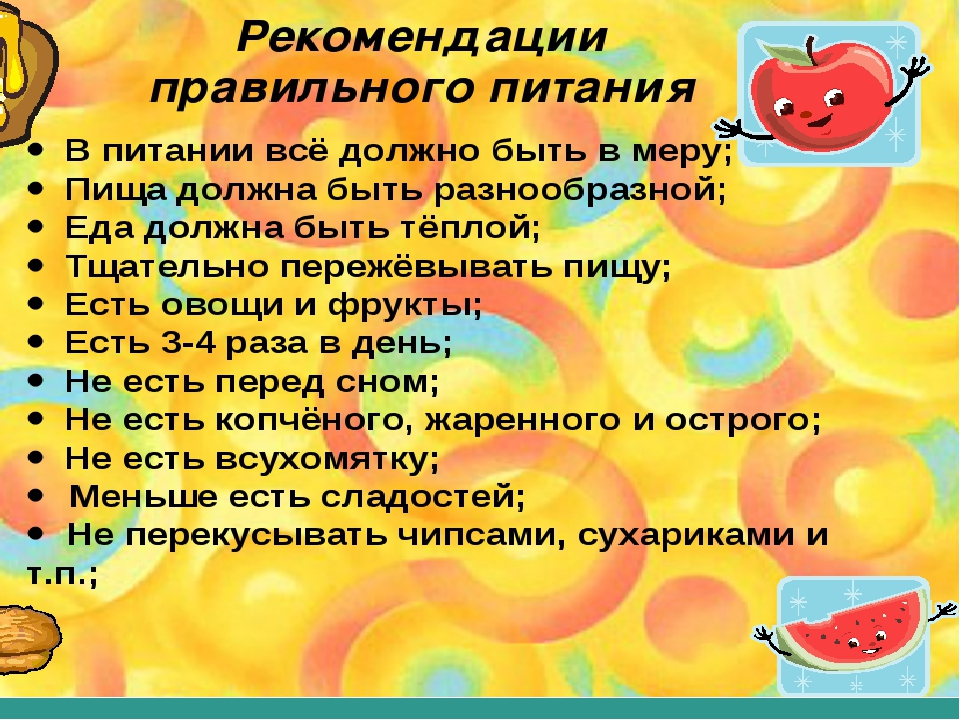 Рекомендации
правильного питания
• В питании всё должно быть в меру;
• Пища должна быть разнообразной;
• Еда должна быть тёплой;
• Тщательно пережёвывать пищу;
• Есть овощи и фрукты;
• Есть 3-4 раза в день;
• Не есть перед сном;
• Не есть копчёного, жаренного и острого;
• Не есть всухомятку;
• Меньше есть сладостей;
• Не перекусывать чипсами, сухариками и
т.п.;